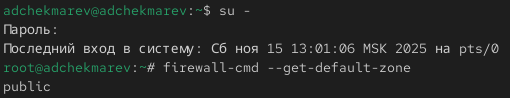 adchekmarev@adchekmarev:~$ su -
Пароль:
Последний вход в систему: Сб ноя 15 13:01:06 MSK 2025 на pts/0
root@adchekmarev:~# firewall-cmd --get-default-zone
public